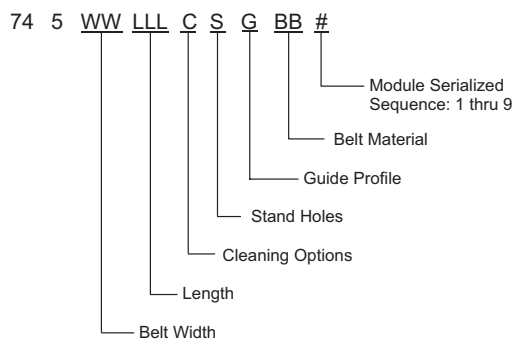 74 5 WW LLL C S G BB #
Module Serialized
Sequence: 1 thru 9
Belt Material
Guide Profile
Stand Holes
Cleaning Options
Length
Belt Width